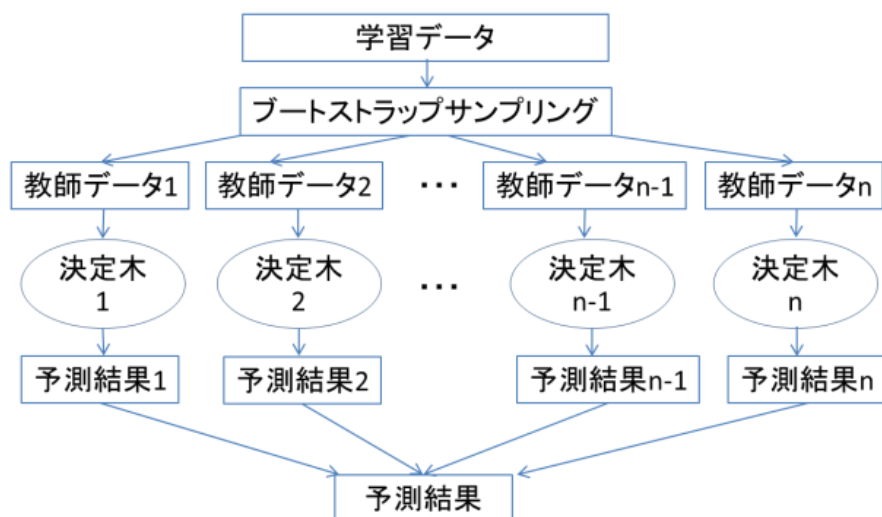 学習データ
ブートストラップサンプリング
教師データ1
教師データ2
・・・
教師データn-1
教師データn
決定木
1
決定木
2
・・・
決定木
n-1
決定木
n
予測結果1
予測結果2
予測結果n-1
予測結果n
予測結果